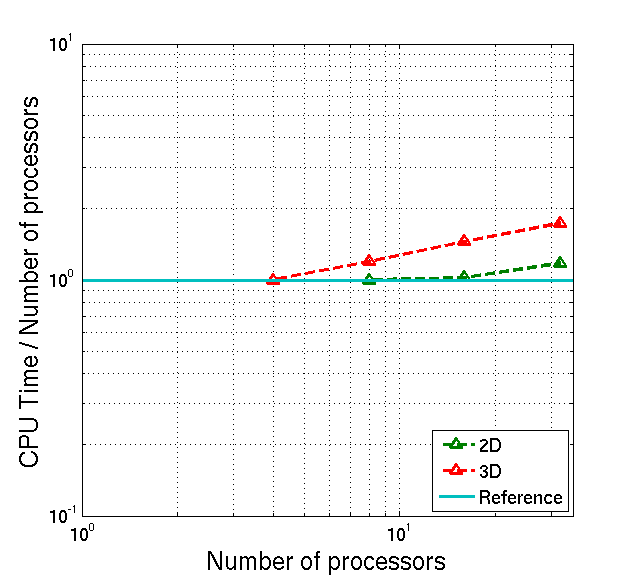 10¹
10⁰
10⁻¹
CPU Time / Number of processors
10⁰
10¹
Number of processors
2D
3D
Reference